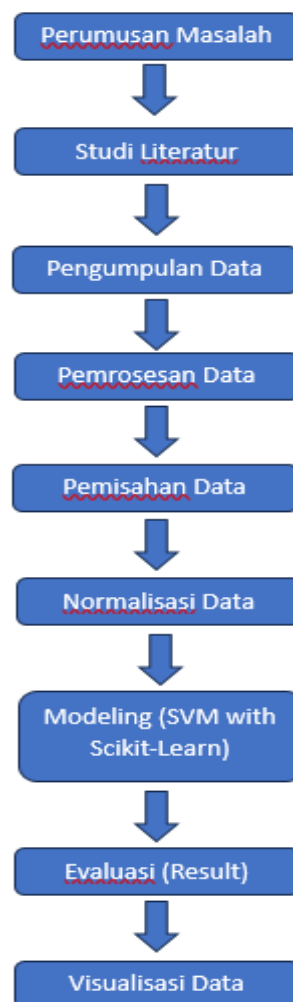 Perumusan Masalah
Studi Literatur
Pengumpulan Data
Pemrosesan Data
Pemisahan Data
Normalisasi Data
Modeling (SVM with
Scikit-Learn)
Evaluasi (Result)
Visualisasi Data